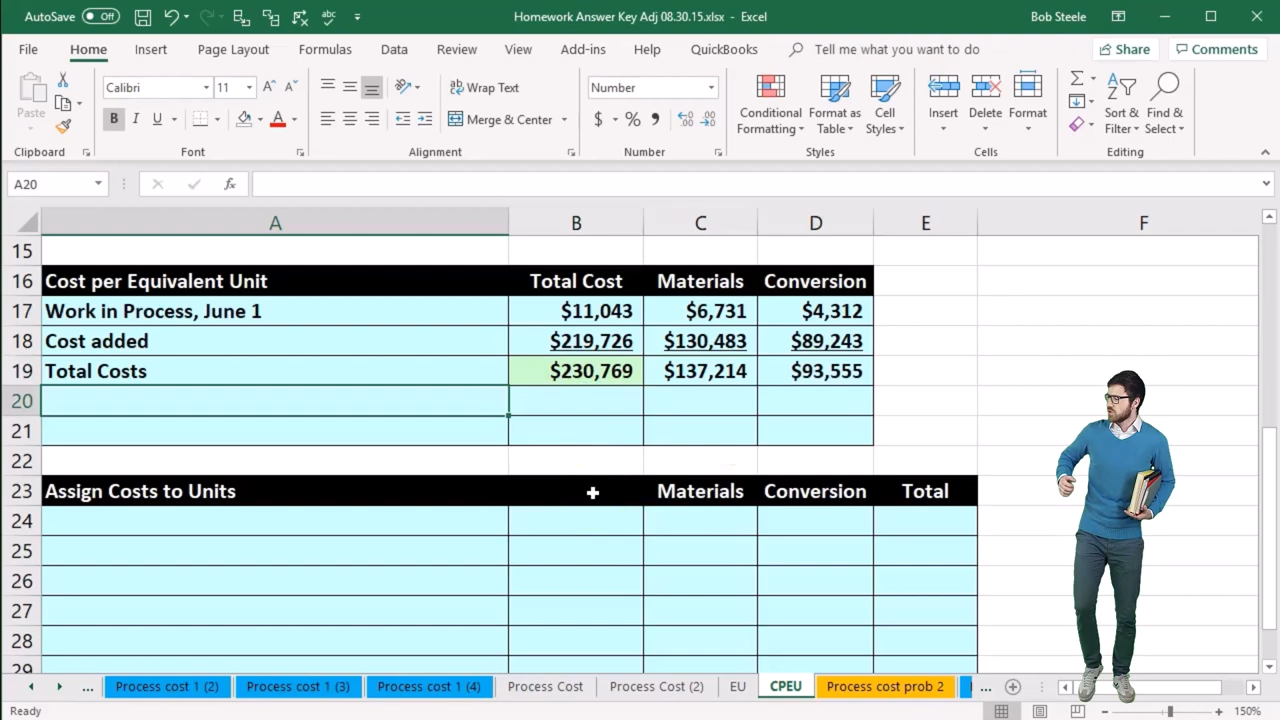 AutoSave Off Homework Answer Key Adj 08.30.15.xlsx - Excel Bob Steele
File Home Insert Page Layout Formulas Data Review View Add-ins Help QuickBooks Tell me what you want to do Share Comments
Paste Calibri 11 Wrap Text Number Conditional Formatting Format as Table Cell Styles Insert Delete Format Sort & Filter Find & Select
B I U Merge & Center $ % ,
Clipboard Font Alignment Number Styles Cells Editing
A20 fx
A B C D E F
15
16 Cost per Equivalent Unit Total Cost Materials Conversion
17 Work in Process, June 1 $11,043 $6,731 $4,312
18 Cost added $219,726 $130,483 $89,243
19 Total Costs $230,769 $137,214 $93,555
20
21
22
23 Assign Costs to Units Materials Conversion Total
24
25
26
27
28
29
... Process cost 1 (2) Process cost 1 (3) Process cost 1 (4) Process Cost Process Cost (2) EU CPEU Process cost prob 2 ...
Ready 150%